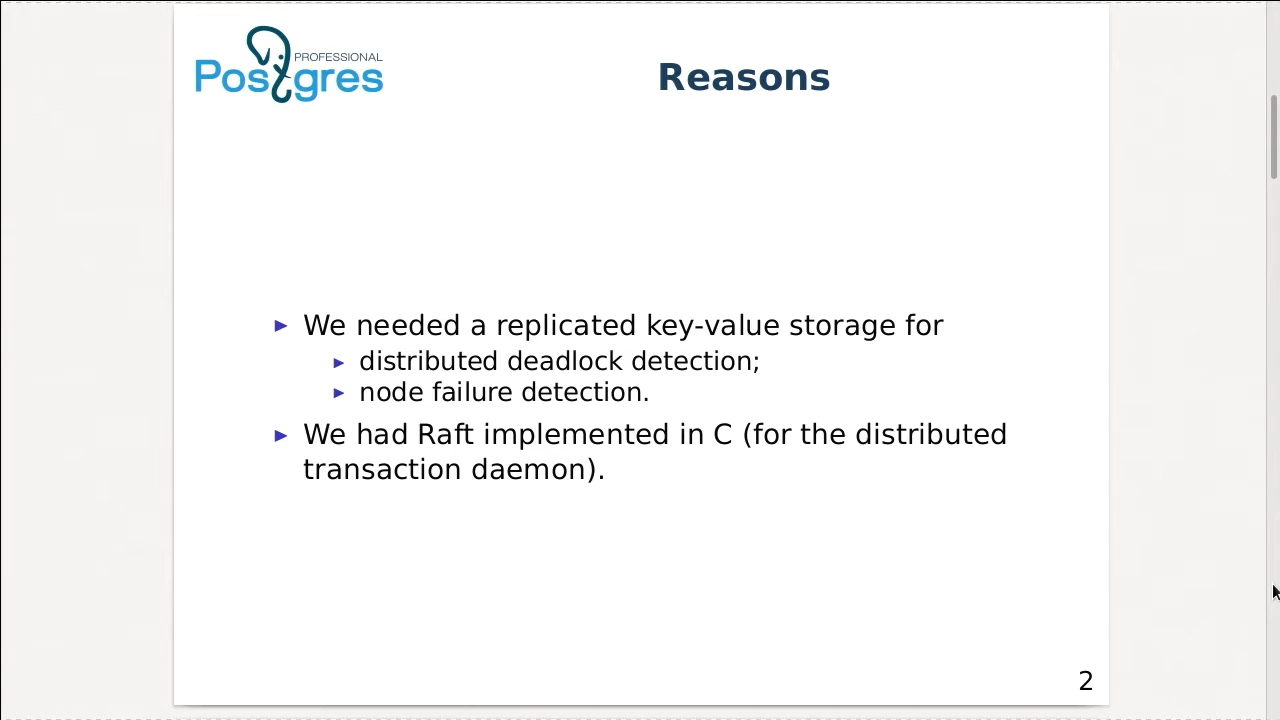 PROFESSIONAL
Postgres
Reasons
▶ We needed a replicated key-value storage for
▶ distributed deadlock detection;
▶ node failure detection.
▶ We had Raft implemented in C (for the distributed
transaction daemon).
2